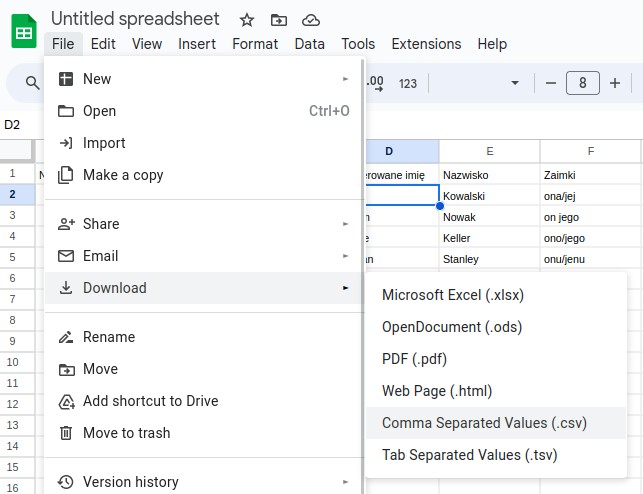 Untitled spreadsheet
File Edit View Insert Format Data Tools Extensions Help
.00 123 8
D2
New
Open Ctrl+O
Import
Make a copy
Share
Email
Download
Rename
Move
Add shortcut to Drive
Move to trash
Version history
Microsoft Excel (.xlsx)
OpenDocument (.ods)
PDF (.pdf)
Web Page (.html)
Comma Separated Values (.csv)
Tab Separated Values (.tsv)
D E F
1 N erowane imię Nazwisko Zaimki
2 Kowalski ona/jej
3 Nowak on jego
4 Keller ono/jego
5 Stanley onu/jenu
6
7
8
9
10
11
12
13
14
15
16